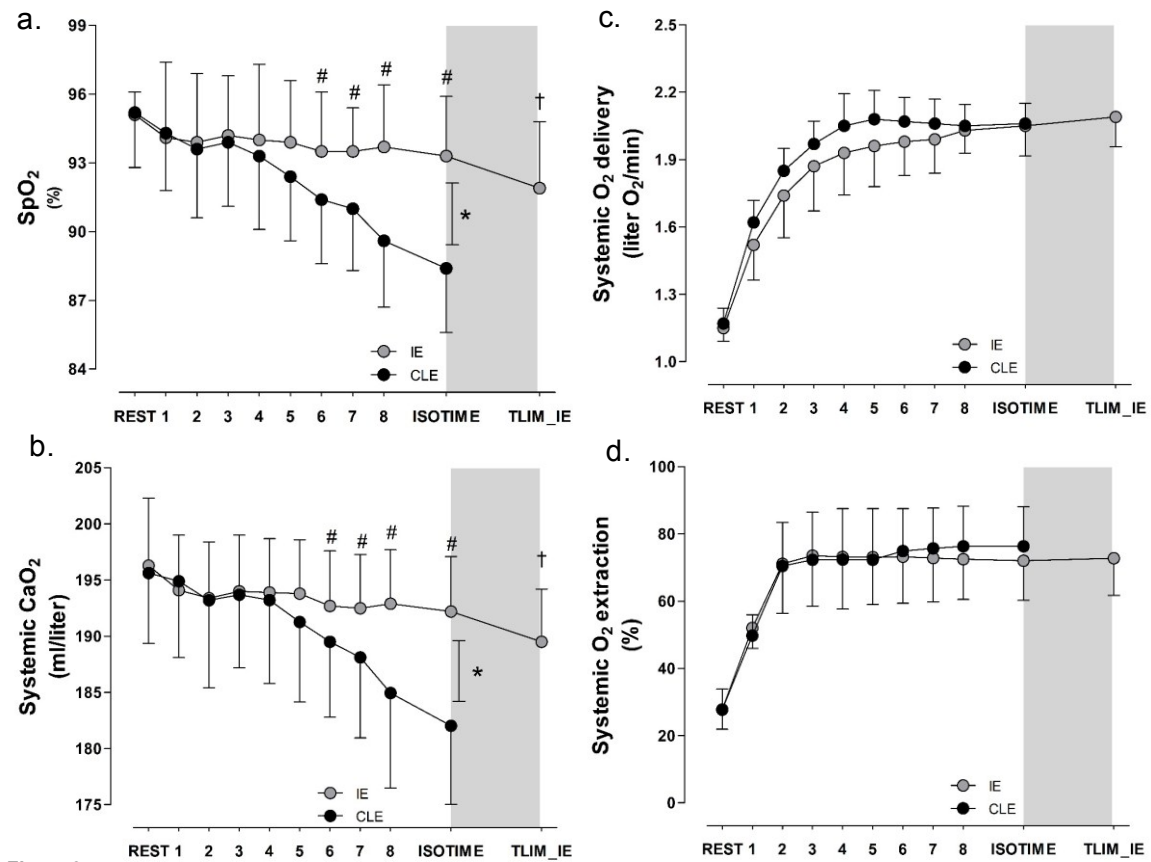 a.
SpO2
(%)
99
96
93
90
87
84
# # # #
†
*
IE
CLE
REST 1 2 3 4 5 6 7 8 ISOTIME TLIM_IE
c.
Systemic O2 delivery
(liter O2/min)
2.5
2.2
1.9
1.6
1.3
1.0
IE
CLE
REST 1 2 3 4 5 6 7 8 ISOTIME TLIM_IE
b.
Systemic CaO2
(ml/liter)
205
200
195
190
185
180
175
# # # #
†
*
IE
CLE
REST 1 2 3 4 5 6 7 8 ISOTIME TLIM_IE
d.
Systemic O2 extraction
(%)
100
80
60
40
20
0
IE
CLE
REST 1 2 3 4 5 6 7 8 ISOTIME TLIM_IE